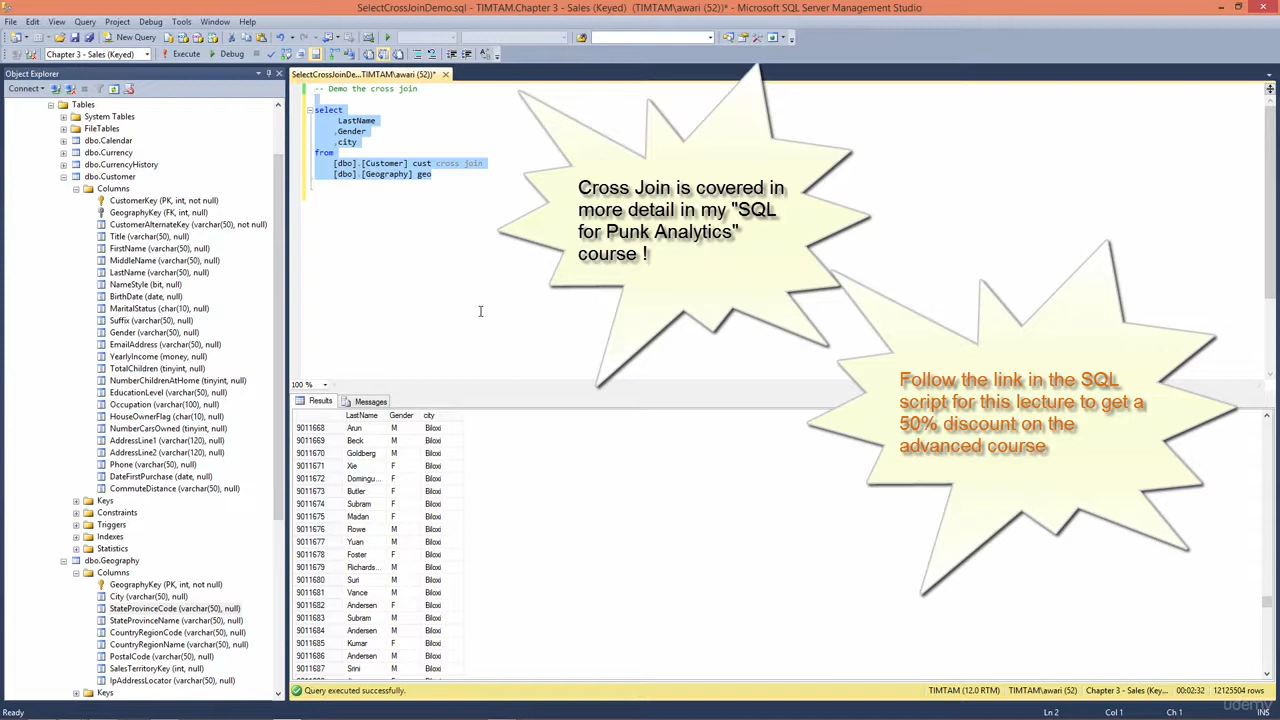 SelectCrossJoinDemo.sql - TIMTAM.Chapter 3 - Sales (Keyed) (TIMTAM\awari (52))* - Microsoft SQL Server Management Studio
File Edit View Query Project Debug Tools Window Help
New Query
Chapter 3 - Sales (Keyed) Execute Debug
Object Explorer
Connect
Tables
System Tables
FileTables
dbo.Calendar
dbo.Currency
dbo.CurrencyHistory
dbo.Customer
Columns
CustomerKey (PK, int, not null)
GeographyKey (FK, int, null)
CustomerAlternateKey (varchar(50), not null)
Title (varchar(50), null)
FirstName (varchar(50), null)
MiddleName (varchar(50), null)
LastName (varchar(50), null)
NameStyle (bit, null)
BirthDate (date, null)
MaritalStatus (char(10), null)
Suffix (varchar(50), null)
Gender (varchar(50), null)
EmailAddress (varchar(50), null)
YearlyIncome (money, null)
TotalChildren (tinyint, null)
NumberChildrenAtHome (tinyint, null)
EducationLevel (varchar(50), null)
Occupation (varchar(100), null)
HouseOwnerFlag (char(10), null)
NumberCarsOwned (tinyint, null)
AddressLine1 (varchar(120), null)
AddressLine2 (varchar(120), null)
Phone (varchar(50), null)
DateFirstPurchase (date, null)
CommuteDistance (varchar(50), null)
Keys
Constraints
Triggers
Indexes
Statistics
dbo.Geography
Columns
GeographyKey (PK, int, not null)
City (varchar(50), null)
StateProvinceCode (varchar(50), null)
StateProvinceName (varchar(50), null)
CountryRegionCode (varchar(50), null)
CountryRegionName (varchar(50), null)
PostalCode (varchar(50), null)
SalesTerritoryKey (int, null)
IpAddressLocator (varchar(50), null)
Keys
SelectCrossJoinDe...TIMTAM\awari (52))*
-- Demo the cross join
select
LastName
,Gender
,city
from
[dbo].[Customer] cust cross join
[dbo].[Geography] geo
Cross Join is covered in
more detail in my "SQL
for Punk Analytics"
course !
Follow the link in the SQL
script for this lecture to get a
50% discount on the
advanced course
100 %
Results Messages
LastName Gender city
9011668 Arun M Biloxi
9011669 Beck M Biloxi
9011670 Goldberg M Biloxi
9011671 Xie F Biloxi
9011672 Domingu... F Biloxi
9011673 Butler F Biloxi
9011674 Subram F Biloxi
9011675 Madan F Biloxi
9011676 Rowe M Biloxi
9011677 Yuan M Biloxi
9011678 Foster F Biloxi
9011679 Richards... M Biloxi
9011680 Suri M Biloxi
9011681 Vance M Biloxi
9011682 Andersen F Biloxi
9011683 Subram M Biloxi
9011684 Andersen M Biloxi
9011685 Kumar F Biloxi
9011686 Andersen M Biloxi
9011687 Srini M Biloxi
Query executed successfully. TIMTAM (12.0 RTM) TIMTAM\awari (52) Chapter 3 - Sales (Key... 00:02:32 12125504 rows
udemy
Ready Ln 2 Col 1 Ch 1 INS